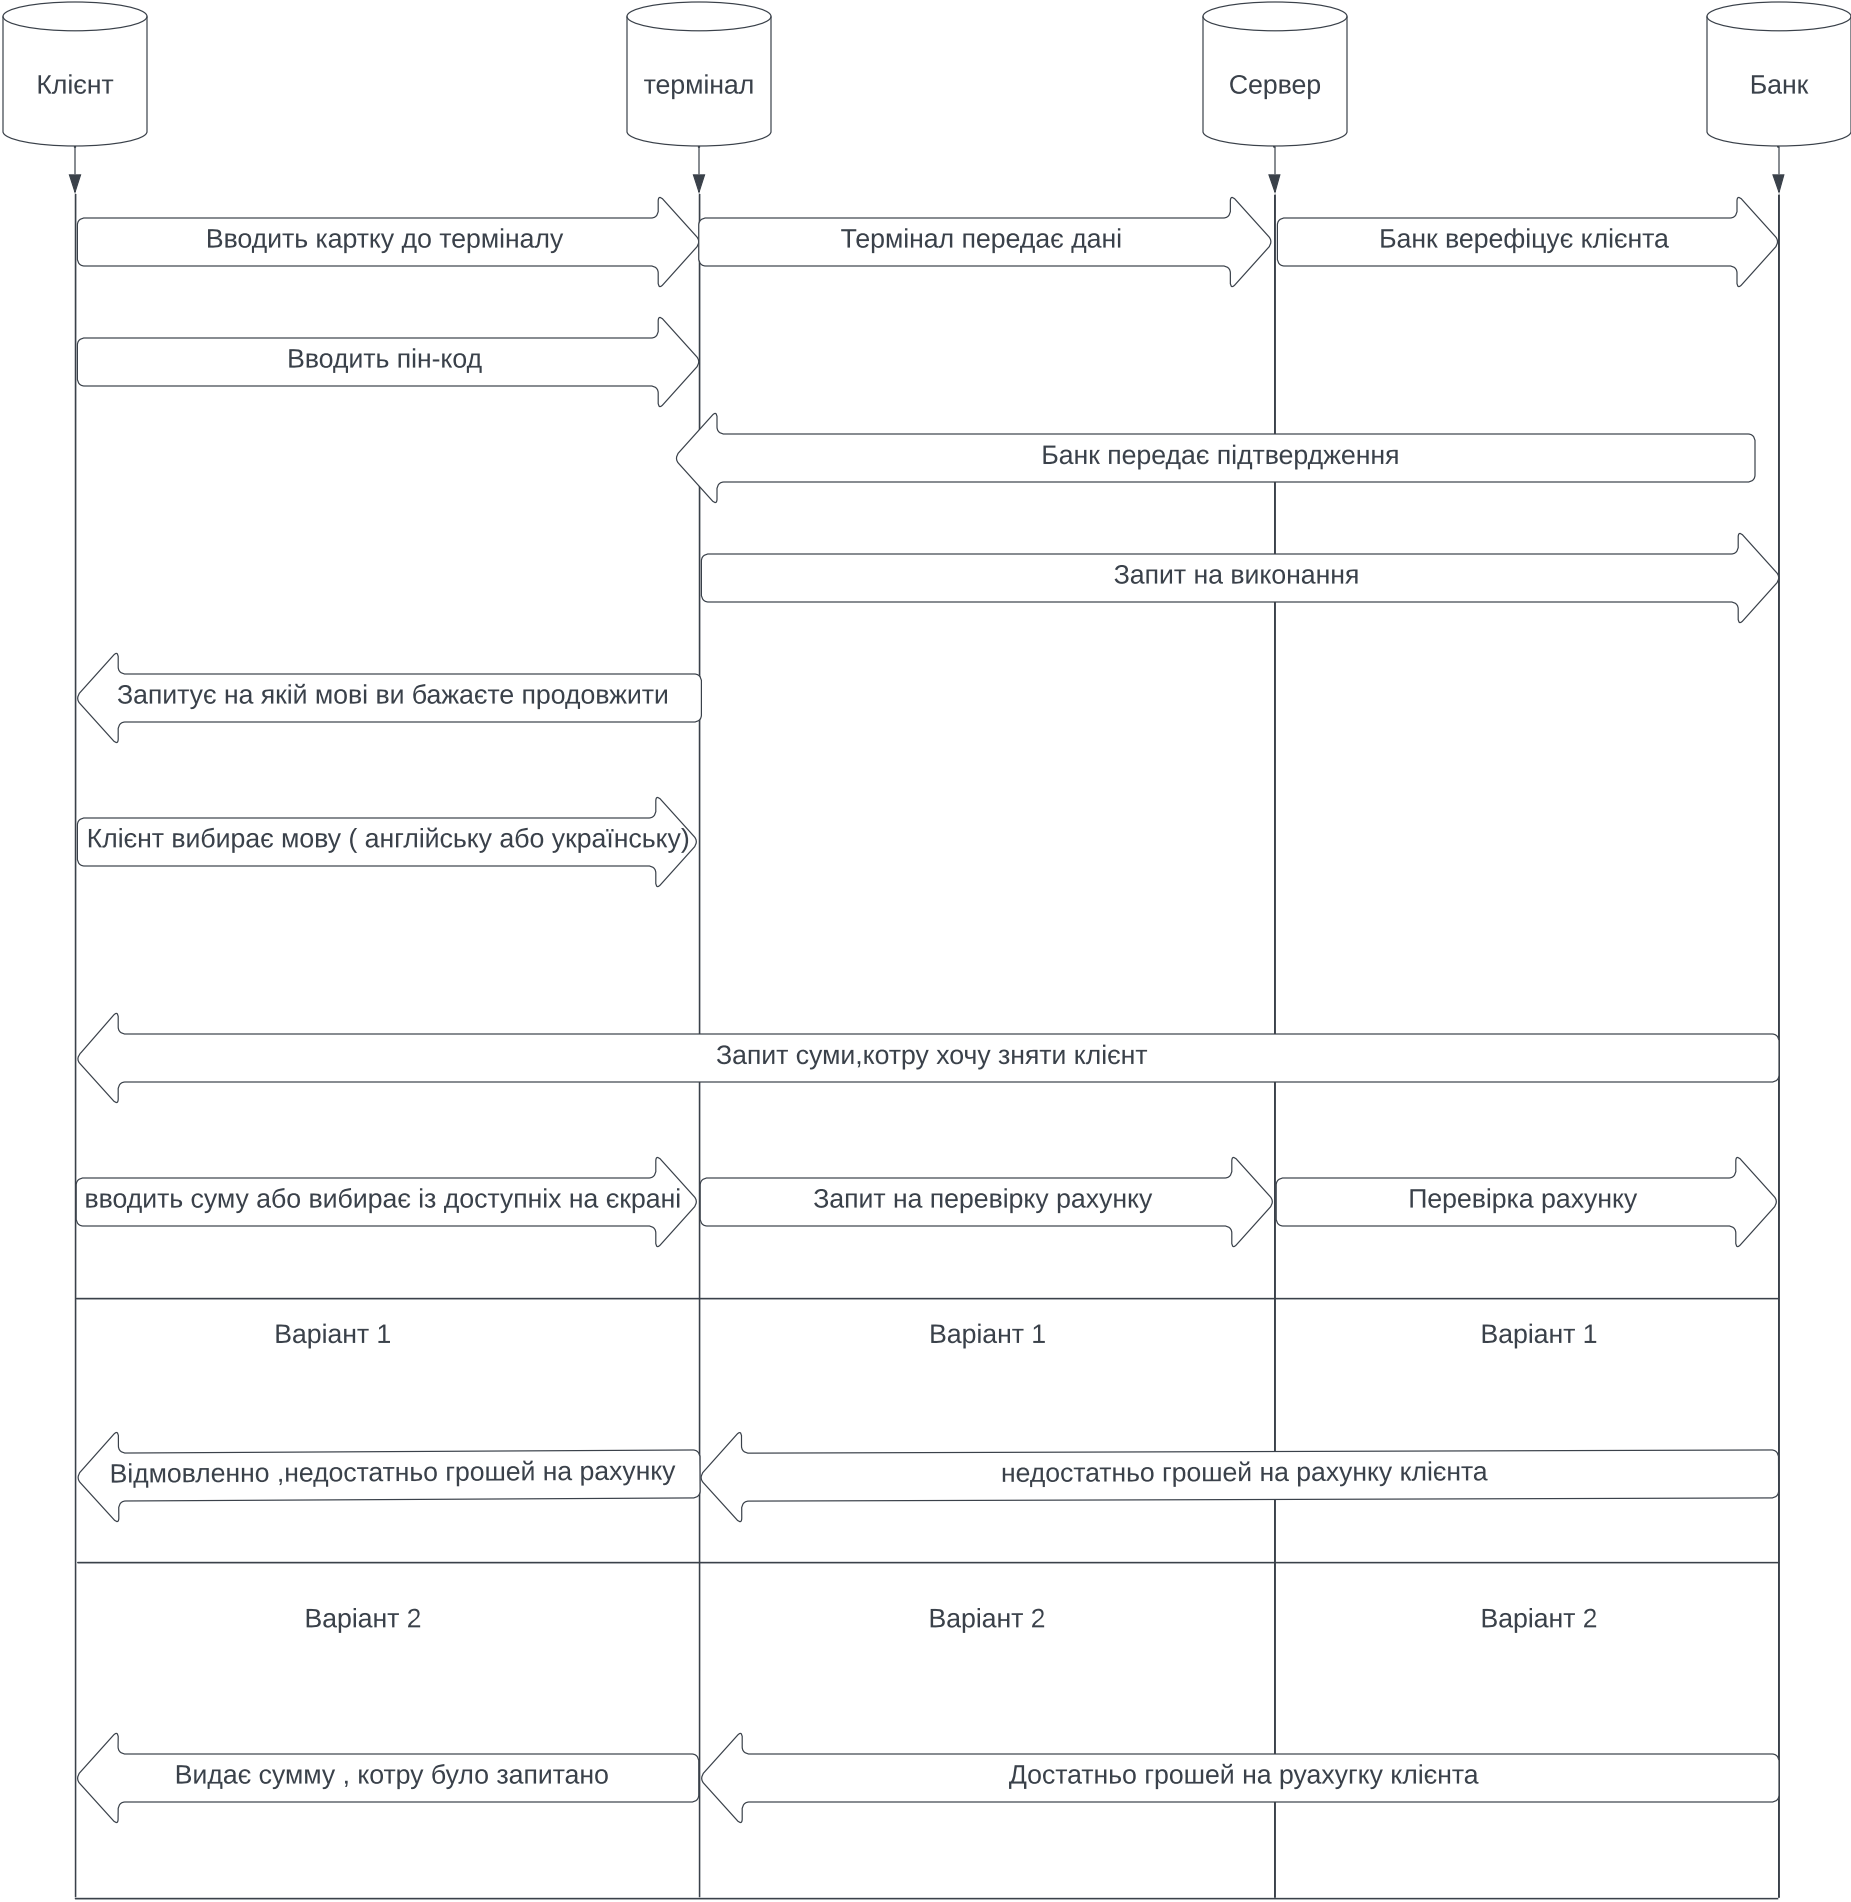 Клієнт
термінал
Сервер
Банк
Вводить картку до терміналу
Термінал передає дані
Банк верефіцує клієнта
Вводить пін-код
Банк передає підтвердження
Запит на виконання
Запитує на якій мові ви бажаєте продовжити
Клієнт вибирає мову ( англійську або українську)
Запит суми,котру хочу зняти клієнт
вводить суму або вибирає із доступніх на єкрані
Запит на перевірку рахунку
Перевірка рахунку
Варіант 1
Варіант 1
Варіант 1
Відмовленно ,недостатньо грошей на рахунку
недостатньо грошей на рахунку клієнта
Варіант 2
Варіант 2
Варіант 2
Видає сумму , котру було запитано
Достатньо грошей на руахугку клієнта